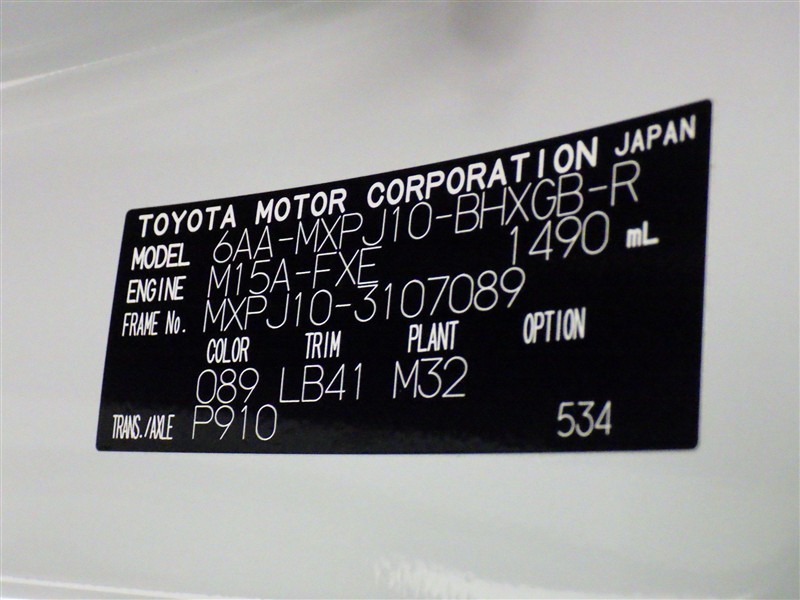 TOYOTA MOTOR CORPORATION JAPAN
MODEL 6AA-MXPJ10-BHXGB-R
ENGINE M15A-FXE 1490 mL
FRAME No. MXPJ10-3107089
COLOR TRIM PLANT OPTION
089 LB41 M32
TRANS./AXLE P910 534